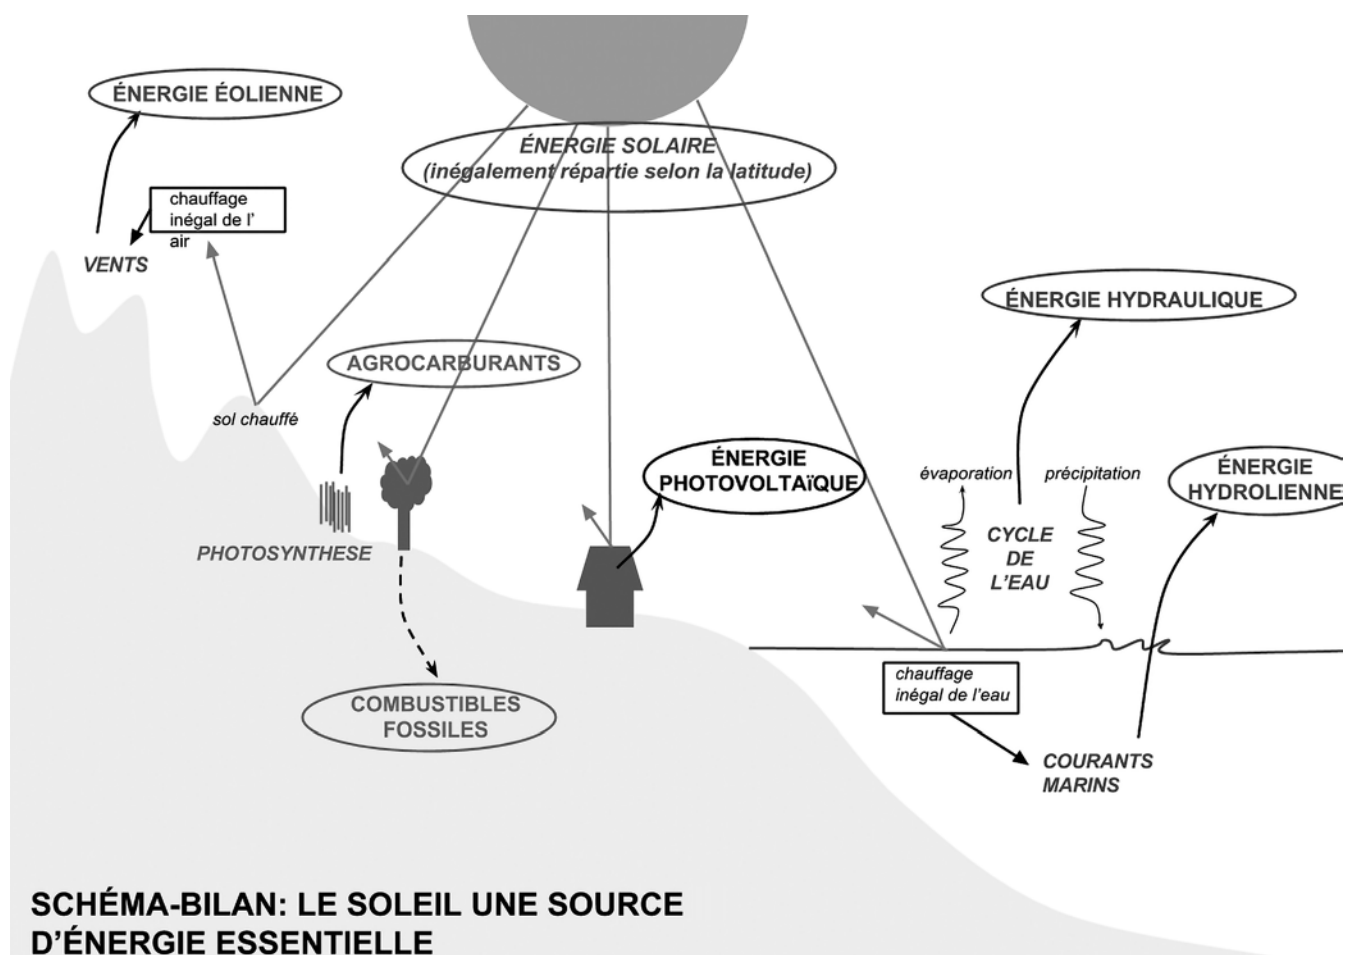 ÉNERGIE ÉOLIENNE
ÉNERGIE SOLAIRE
(inégalement répartie selon la latitude)
chauffage
inégal de l'
air
VENTS
ÉNERGIE HYDRAULIQUE
AGROCARBURANTS
sol chauffé
ÉNERGIE
PHOTOVOLTAïQUE
évaporation
précipitation
ÉNERGIE
HYDROLIENNE
CYCLE
DE
L'EAU
PHOTOSYNTHESE
chauffage
inégal de l'eau
COMBUSTIBLES
FOSSILES
COURANTS
MARINS
SCHÉMA-BILAN: LE SOLEIL UNE SOURCE
D'ÉNERGIE ESSENTIELLE